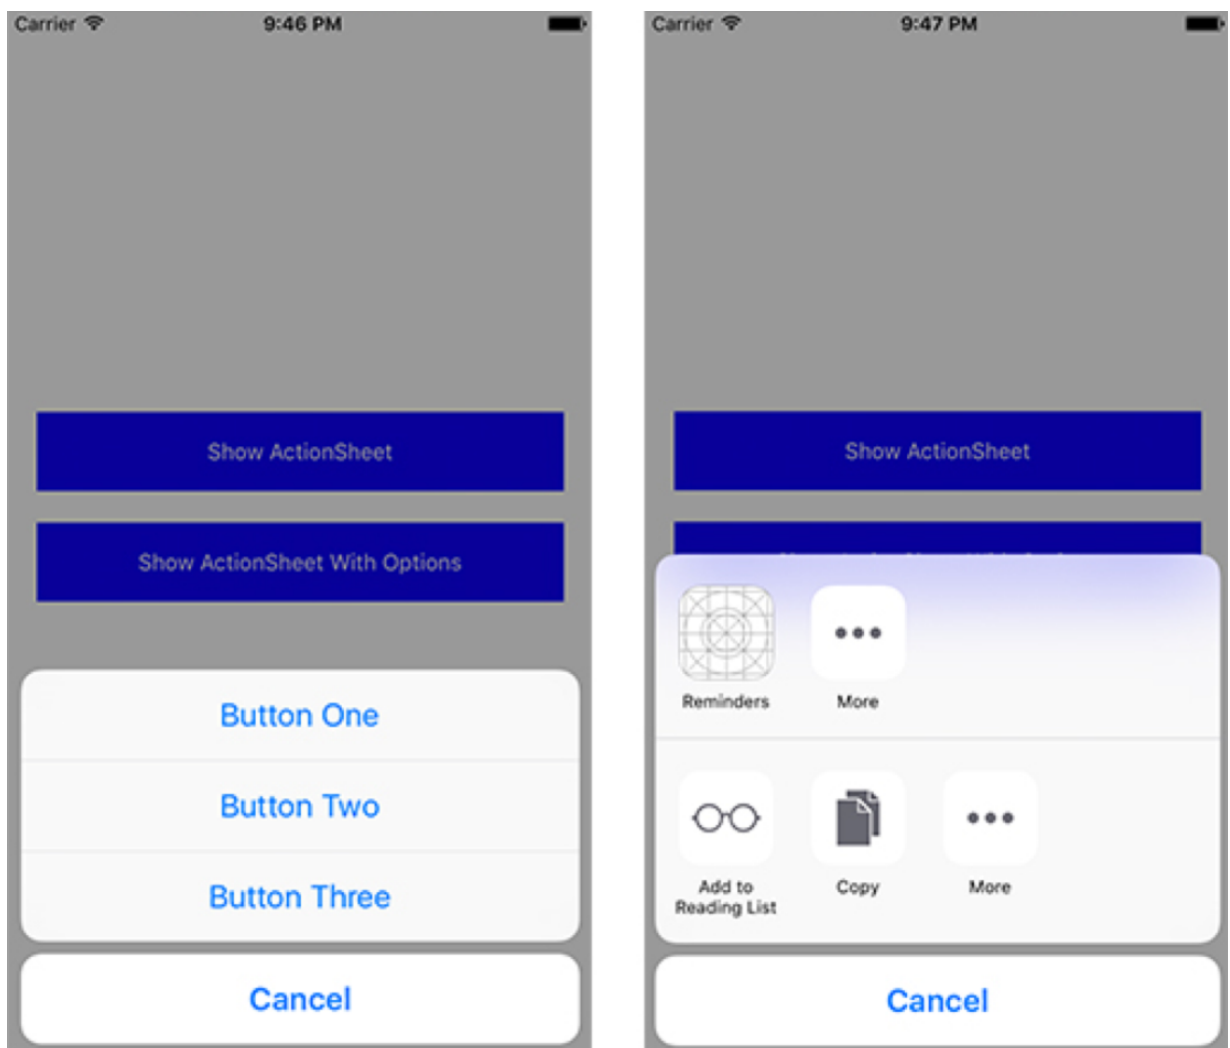 Carrier 9:46 PM
Show ActionSheet
Show ActionSheet With Options
Button One
Button Two
Button Three
Cancel
Carrier 9:47 PM
Show ActionSheet
Reminders
More
Add to
Reading List
Copy
More
Cancel